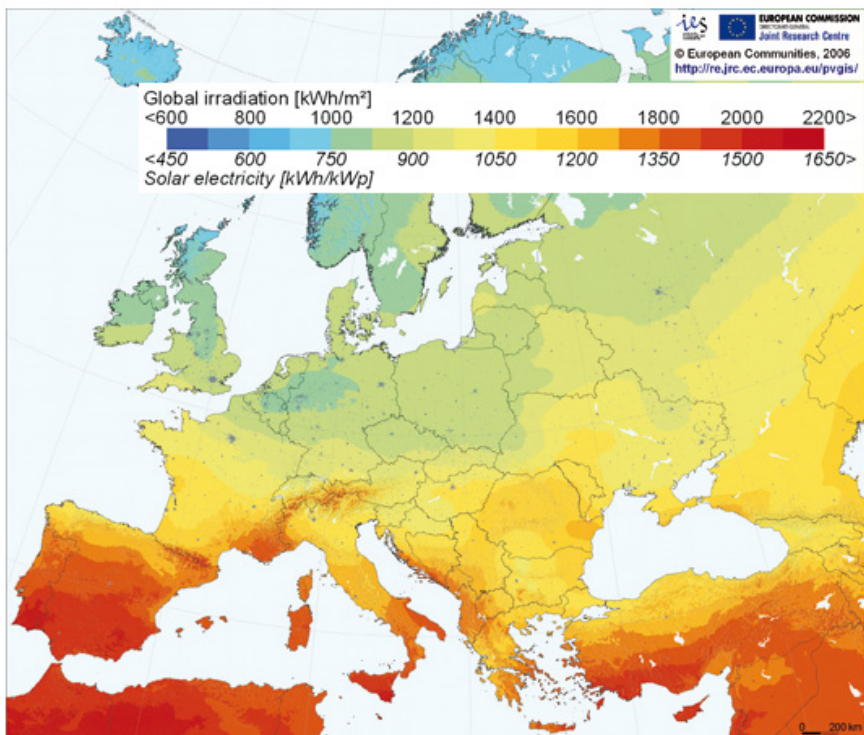 EUROPEAN COMMISSION
DIRECTORATE-GENERAL
Joint Research Centre
© European Communities, 2006
http://re.jrc.ec.europa.eu/pvgis/
Global irradiation [kWh/m²]
<600 800 1000 1200 1400 1600 1800 2000 2200>
<450 600 750 900 1050 1200 1350 1500 1650>
Solar electricity [kWh/kWp]
0 200 km